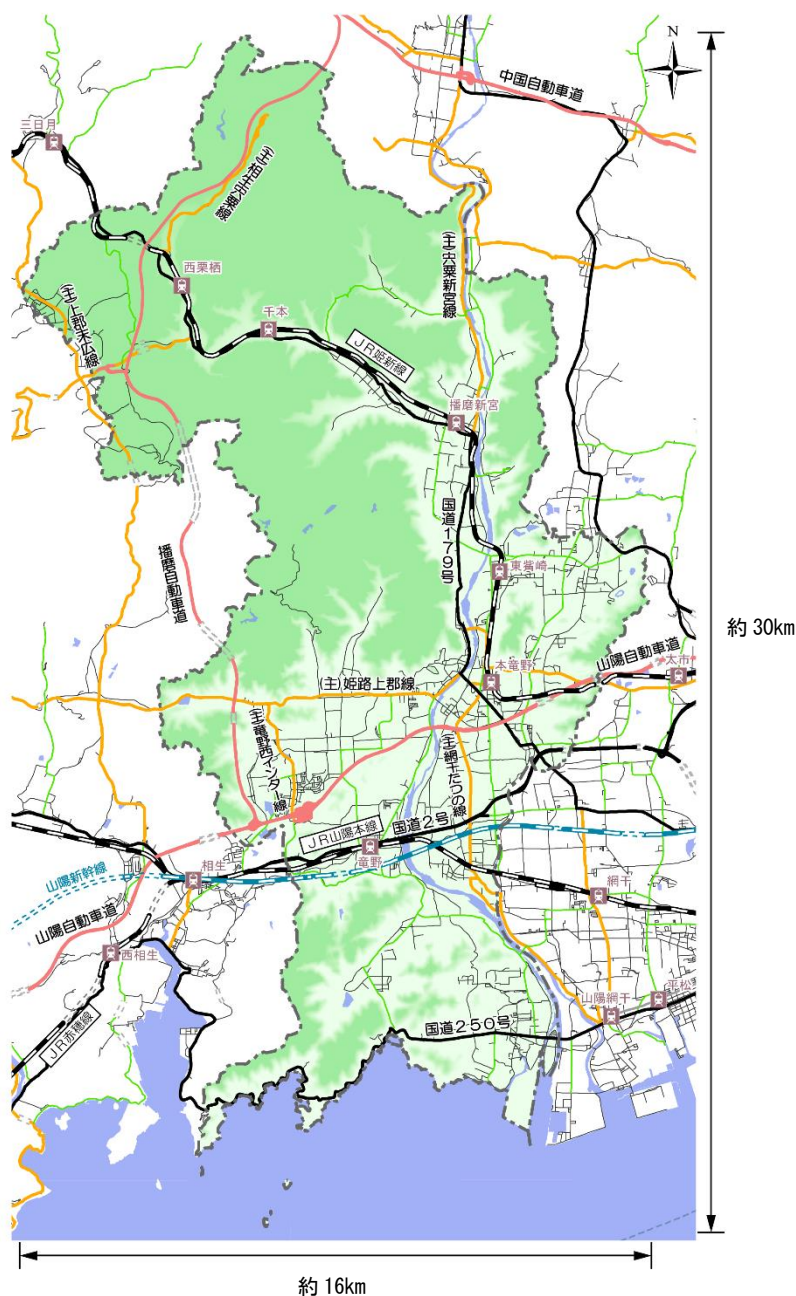 N
中国自動車道
三日月
(主)相生宍粟線
(主)宍粟新宮線
西栗栖
(主)上郡末広線
千本
JR姫新線
播磨新宮
国道179号
播磨自動車道
東觜崎
約30km
山陽自動車道
太市
本竜野
(主)姫路上郡線
(主)竜野西インター線
(主)網干たつの線
国道2号
JR山陽本線
竜野
相生
山陽新幹線
網干
山陽自動車道
西相生
平松
山陽網干
国道250号
JR赤穂線
約16km